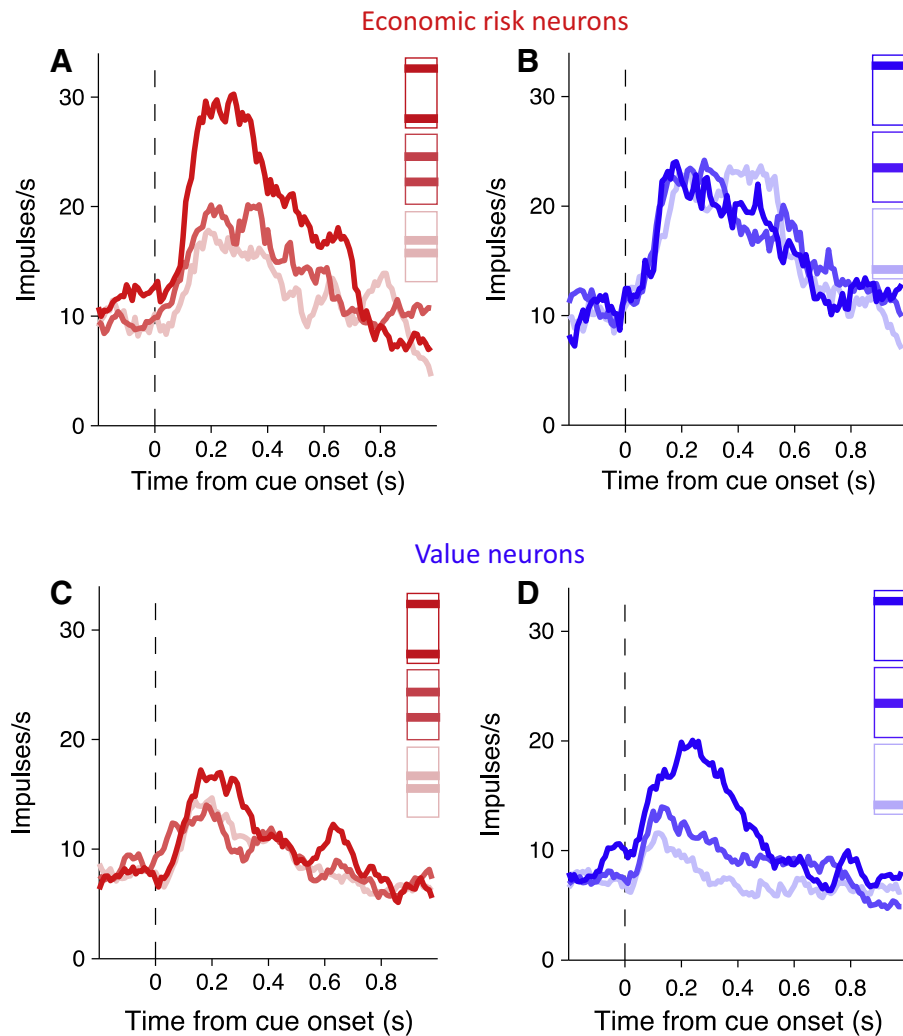 Economic risk neurons
A
B
30
20
10
0
Impulses/s
0 0.2 0.4 0.6 0.8
Time from cue onset (s)
30
20
10
0
Impulses/s
0 0.2 0.4 0.6 0.8
Time from cue onset (s)
Value neurons
C
D
30
20
10
0
Impulses/s
0 0.2 0.4 0.6 0.8
Time from cue onset (s)
30
20
10
0
Impulses/s
0 0.2 0.4 0.6 0.8
Time from cue onset (s)